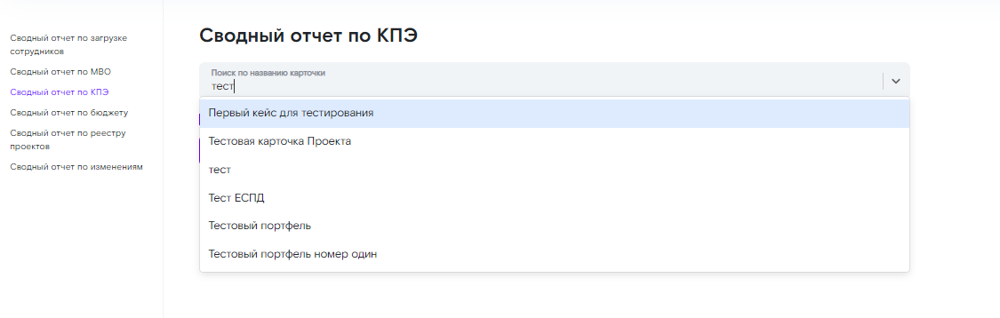 Сводный отчет по загрузке
сотрудников
Сводный отчет по МВО
Сводный отчет по КПЭ
Сводный отчет по бюджету
Сводный отчет по реестру
проектов
Сводный отчет по изменениям
Сводный отчет по КПЭ
Поиск по названию карточки
тест
Первый кейс для тестирования
Тестовая карточка Проекта
тест
Тест ЕСПД
Тестовый портфель
Тестовый портфель номер один